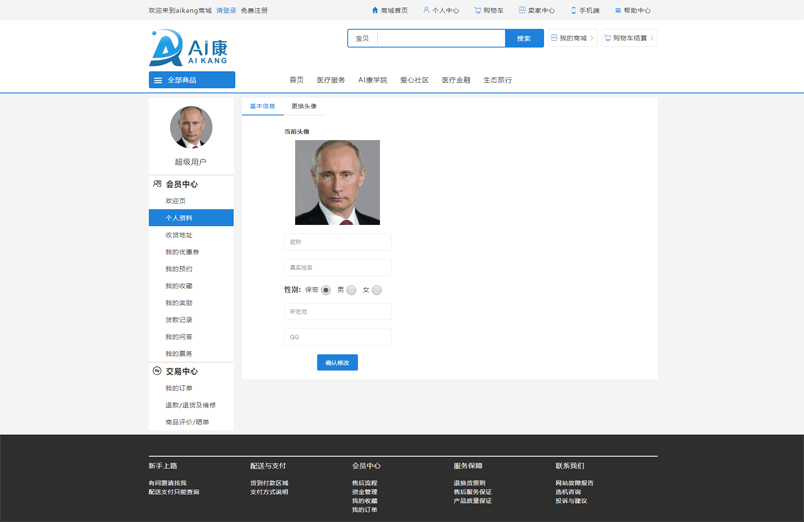 欢迎来到aikang商城 请登录 免费注册
商城首页 个人中心 购物车 卖家中心 手机端 帮助中心
AI康
AI KANG
宝贝 搜索
我的商城 购物车结算
全部商品
首页 医疗服务 AI康学院 爱心社区 医疗金融 生态旅行
基本信息 更换头像
超级用户
当前头像
会员中心
欢迎页
个人资料
收货地址
我的优惠券
我的预约
我的收藏
我的奖励
贷款记录
我的问答
我的票务
昵称
真实姓名
性别: 保密 男 女
所在地
QQ
确认修改
交易中心
我的订单
退款/退货及维修
商品评价/晒单
新手上路 配送与支付 会员中心 服务保障 联系我们
有问题请找我 货到付款区域 售后流程 退换货原则 网站故障报告
配送支付只能查询 支付方式说明 资金管理 售后服务保证 选机咨询
我的收藏 产品质量保证 投诉与建议
我的订单